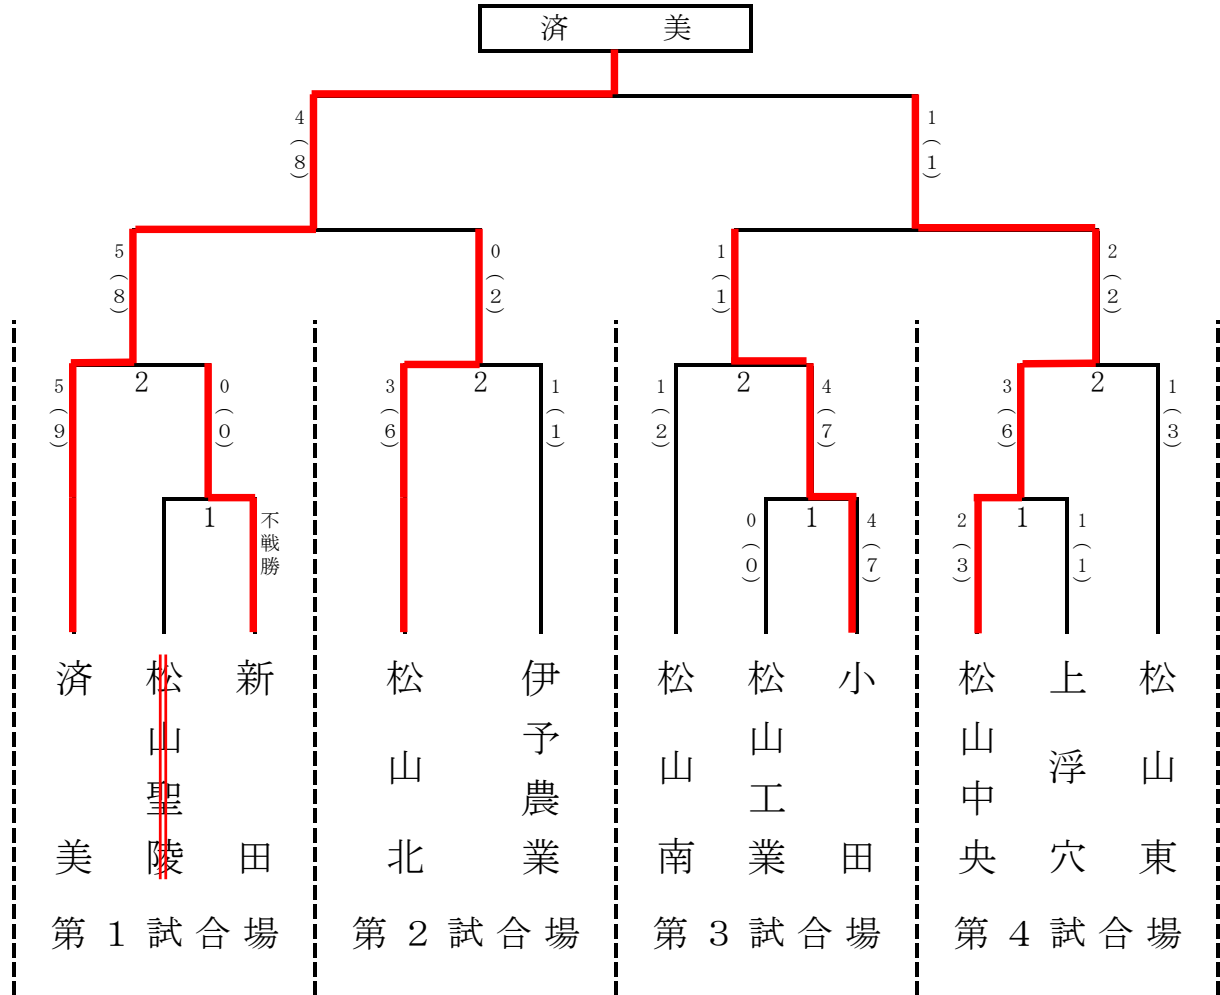 済美
4(8)
1(1)
5(8)
0(2)
1(1)
2(2)
5(9)
2
0(0)
3(6)
2
1(1)
1(2)
2
4(7)
3(6)
2
1(3)
1
不戦勝
0(0)
1
4(7)
2(3)
1
1(1)
済美
松山聖陵
新田
松山北
伊予農業
松山南
松山工業
小田
松山中央
上浮穴
松山東
第1試合場
第2試合場
第3試合場
第4試合場